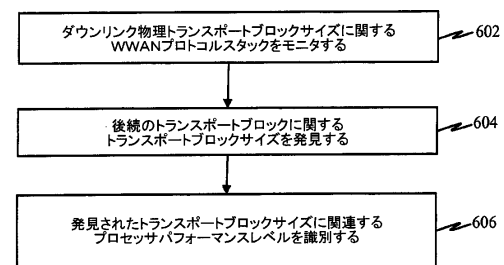 ダウンリンク物理トランスポートブロックサイズに関する
WWANプロトコルスタックをモニタする
602
後続のトランスポートブロックに関する
トランスポートブロックサイズを発見する
604
発見されたトランスポートブロックサイズに関連する
プロセッサパフォーマンスレベルを識別する
606